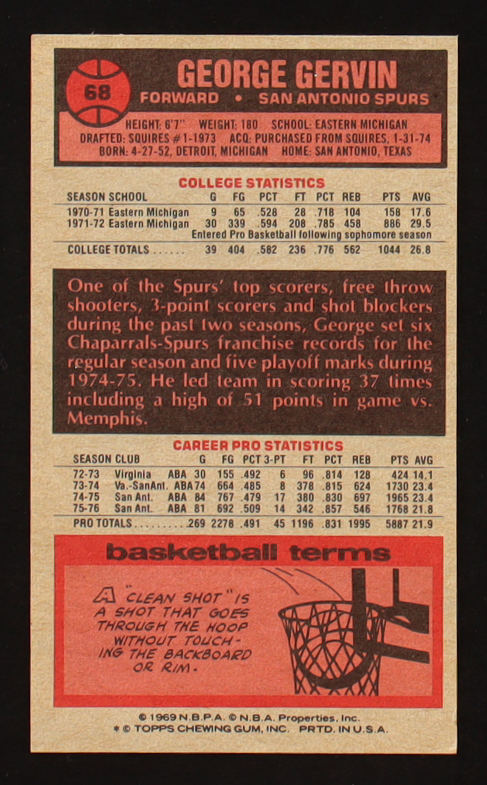 68
GEORGE GERVIN
FORWARD • SAN ANTONIO SPURS
HEIGHT: 6'7" WEIGHT: 180 SCHOOL: EASTERN MICHIGAN
DRAFTED: SQUIRES #1-1973 ACQ: PURCHASED FROM SQUIRES, 1-31-74
BORN: 4-27-52, DETROIT, MICHIGAN HOME: SAN ANTONIO, TEXAS
COLLEGE STATISTICS
SEASON SCHOOL G FG PCT FT PCT REB PTS AVG
1970-71 Eastern Michigan 9 65 .528 28 .718 104 158 17.6
1971-72 Eastern Michigan 30 339 .594 208 .785 458 886 29.5
Entered Pro Basketball following sophomore season
COLLEGE TOTALS ...... 39 404 .582 236 .776 562 1044 26.8
One of the Spurs' top scorers, free throw
shooters, 3-point scorers and shot blockers
during the past two seasons, George set six
Chaparrals-Spurs franchise records for the
regular season and five playoff marks during
1974-75. He led team in scoring 37 times
including a high of 51 points in game vs.
Memphis.
CAREER PRO STATISTICS
SEASON CLUB G FG PCT 3-PT FT PCT REB PTS AVG
72-73 Virginia ABA 30 155 .492 6 96 .814 128 424 14.1
73-74 Va.-SanAnt. ABA 74 664 .485 8 378 .815 624 1730 23.4
74-75 San Ant. ABA 84 767 .479 17 380 .830 697 1965 23.4
75-76 San Ant. ABA 81 692 .509 14 342 .857 546 1768 21.8
PRO TOTALS.......... 269 2278 .491 45 1196 .831 1995 5887 21.9
basketball terms
A "CLEAN SHOT" IS
A SHOT THAT GOES
THROUGH THE HOOP
WITHOUT TOUCH-
ING THE BACKBOARD
OR RIM.
© 1969 N.B.P.A. © N.B.A. Properties, Inc.
* © TOPPS CHEWING GUM, INC. PRTD. IN U.S.A.